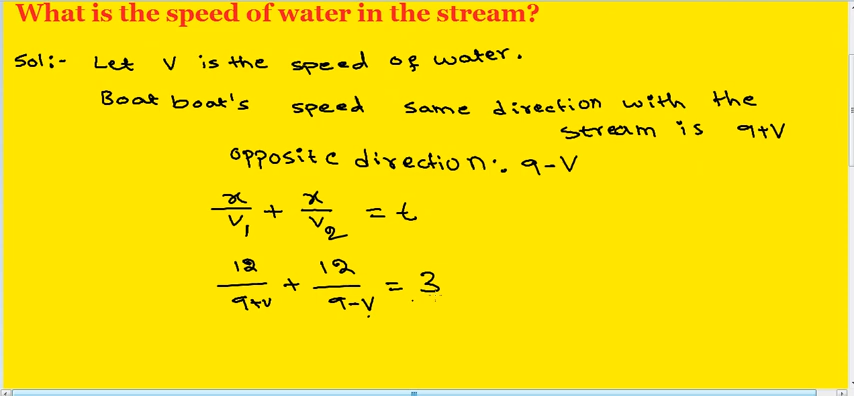 What is the speed of water in the stream?
Sol:- Let V is the speed of water.
Boat boat's speed same direction with the
stream is 9+V
opposite direction:. 9-V
x/V1 + x/V2 = t
12/9+V + 12/9-V = 3